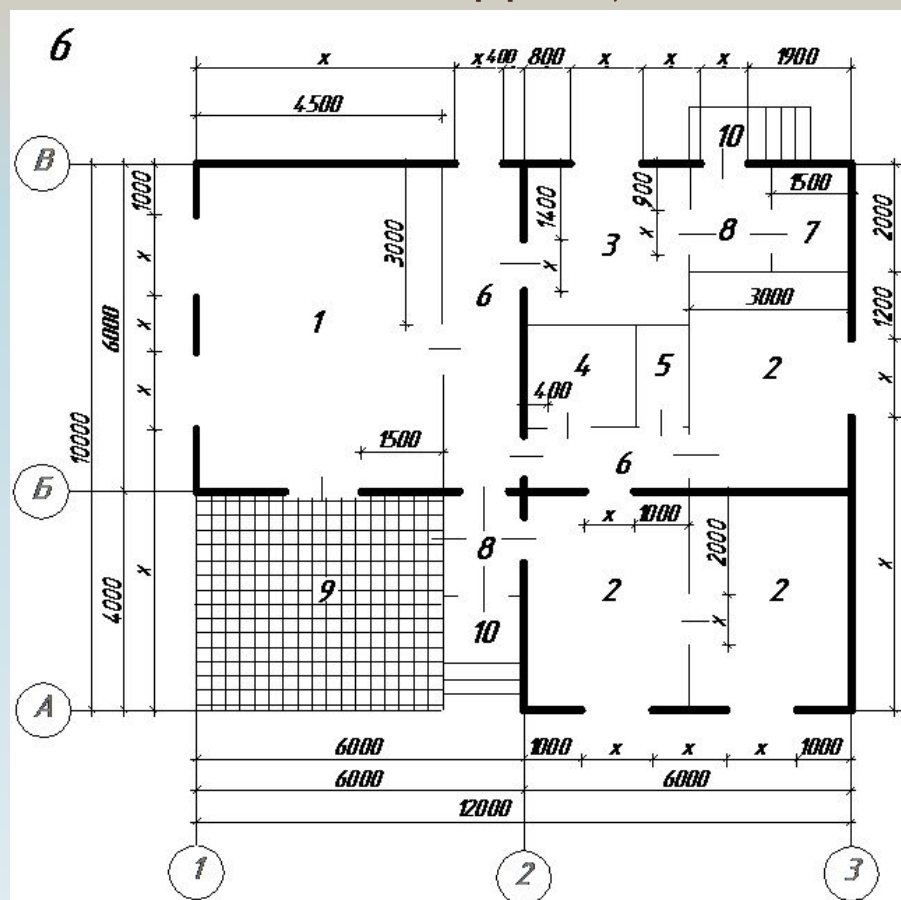 6
x x 400 800 x x x 1900
4500
10
В
1000 1400 900 1500 2000
3000 x 3 x 8 7
x 6 3000 1200
6000 x 1 4 5 2 x
10000 x 400
1500 6
Б
x 1000
8 2000
4000 x 9 2 x 2 x
10
А
6000 1000 x x x 1000
6000 6000
12000
1 2 3